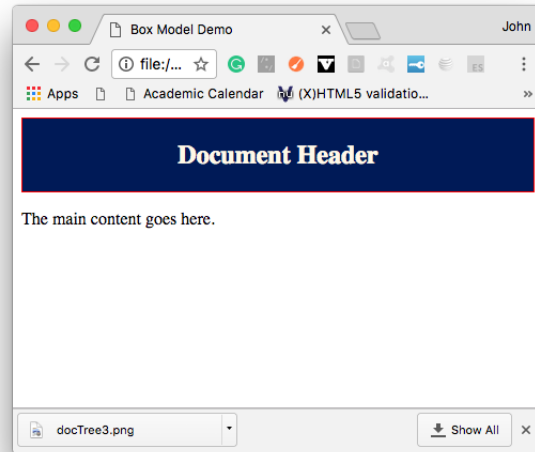 Box Model Demo
John
file:/...
ES
Apps
Academic Calendar
(X)HTML5 validatio...
Document Header
The main content goes here.
docTree3.png
Show All